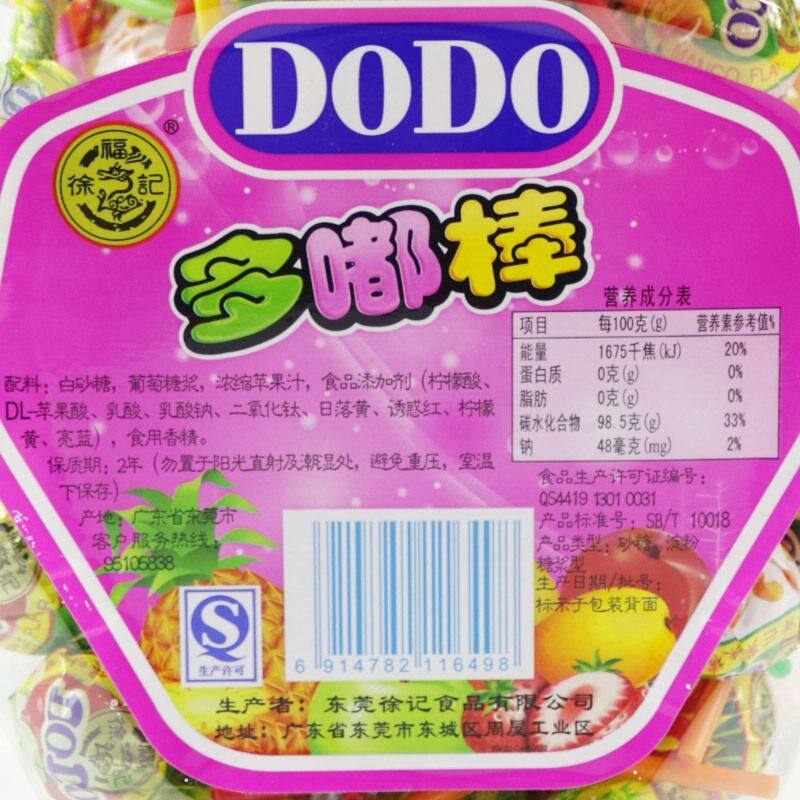 DODO
MANGO FLA
福
徐記
®
多嘟棒
营养成分表
项目 每100克(g) 营养素参考值%
能量 1675千焦(kJ) 20%
蛋白质 0克(g) 0%
脂肪 0克(g) 0%
碳水化合物 98.5克(g) 33%
钠 48毫克(mg) 2%
配料：白砂糖，葡萄糖浆，浓缩苹果汁，食品添加剂（柠檬酸、
DL-苹果酸、乳酸、乳酸钠、二氧化钛、日落黄、诱惑红、柠檬
黄、亮蓝），食用香精。
保质期：2年（勿置于阳光直射及潮湿处，避免重压，室温
下保存）
产地：广东省东莞市
客户服务热线：
95105838
食品生产许可证编号：
QS4419 1301 0031
产品标准号：SB/T 10018
产品类型：砂糖、淀粉
糖浆型
生产日期/批号：
标示于包装背面
生产许可
6 914782 116498
生产者：东莞徐记食品有限公司
地址：广东省东莞市东城区周屋工业区